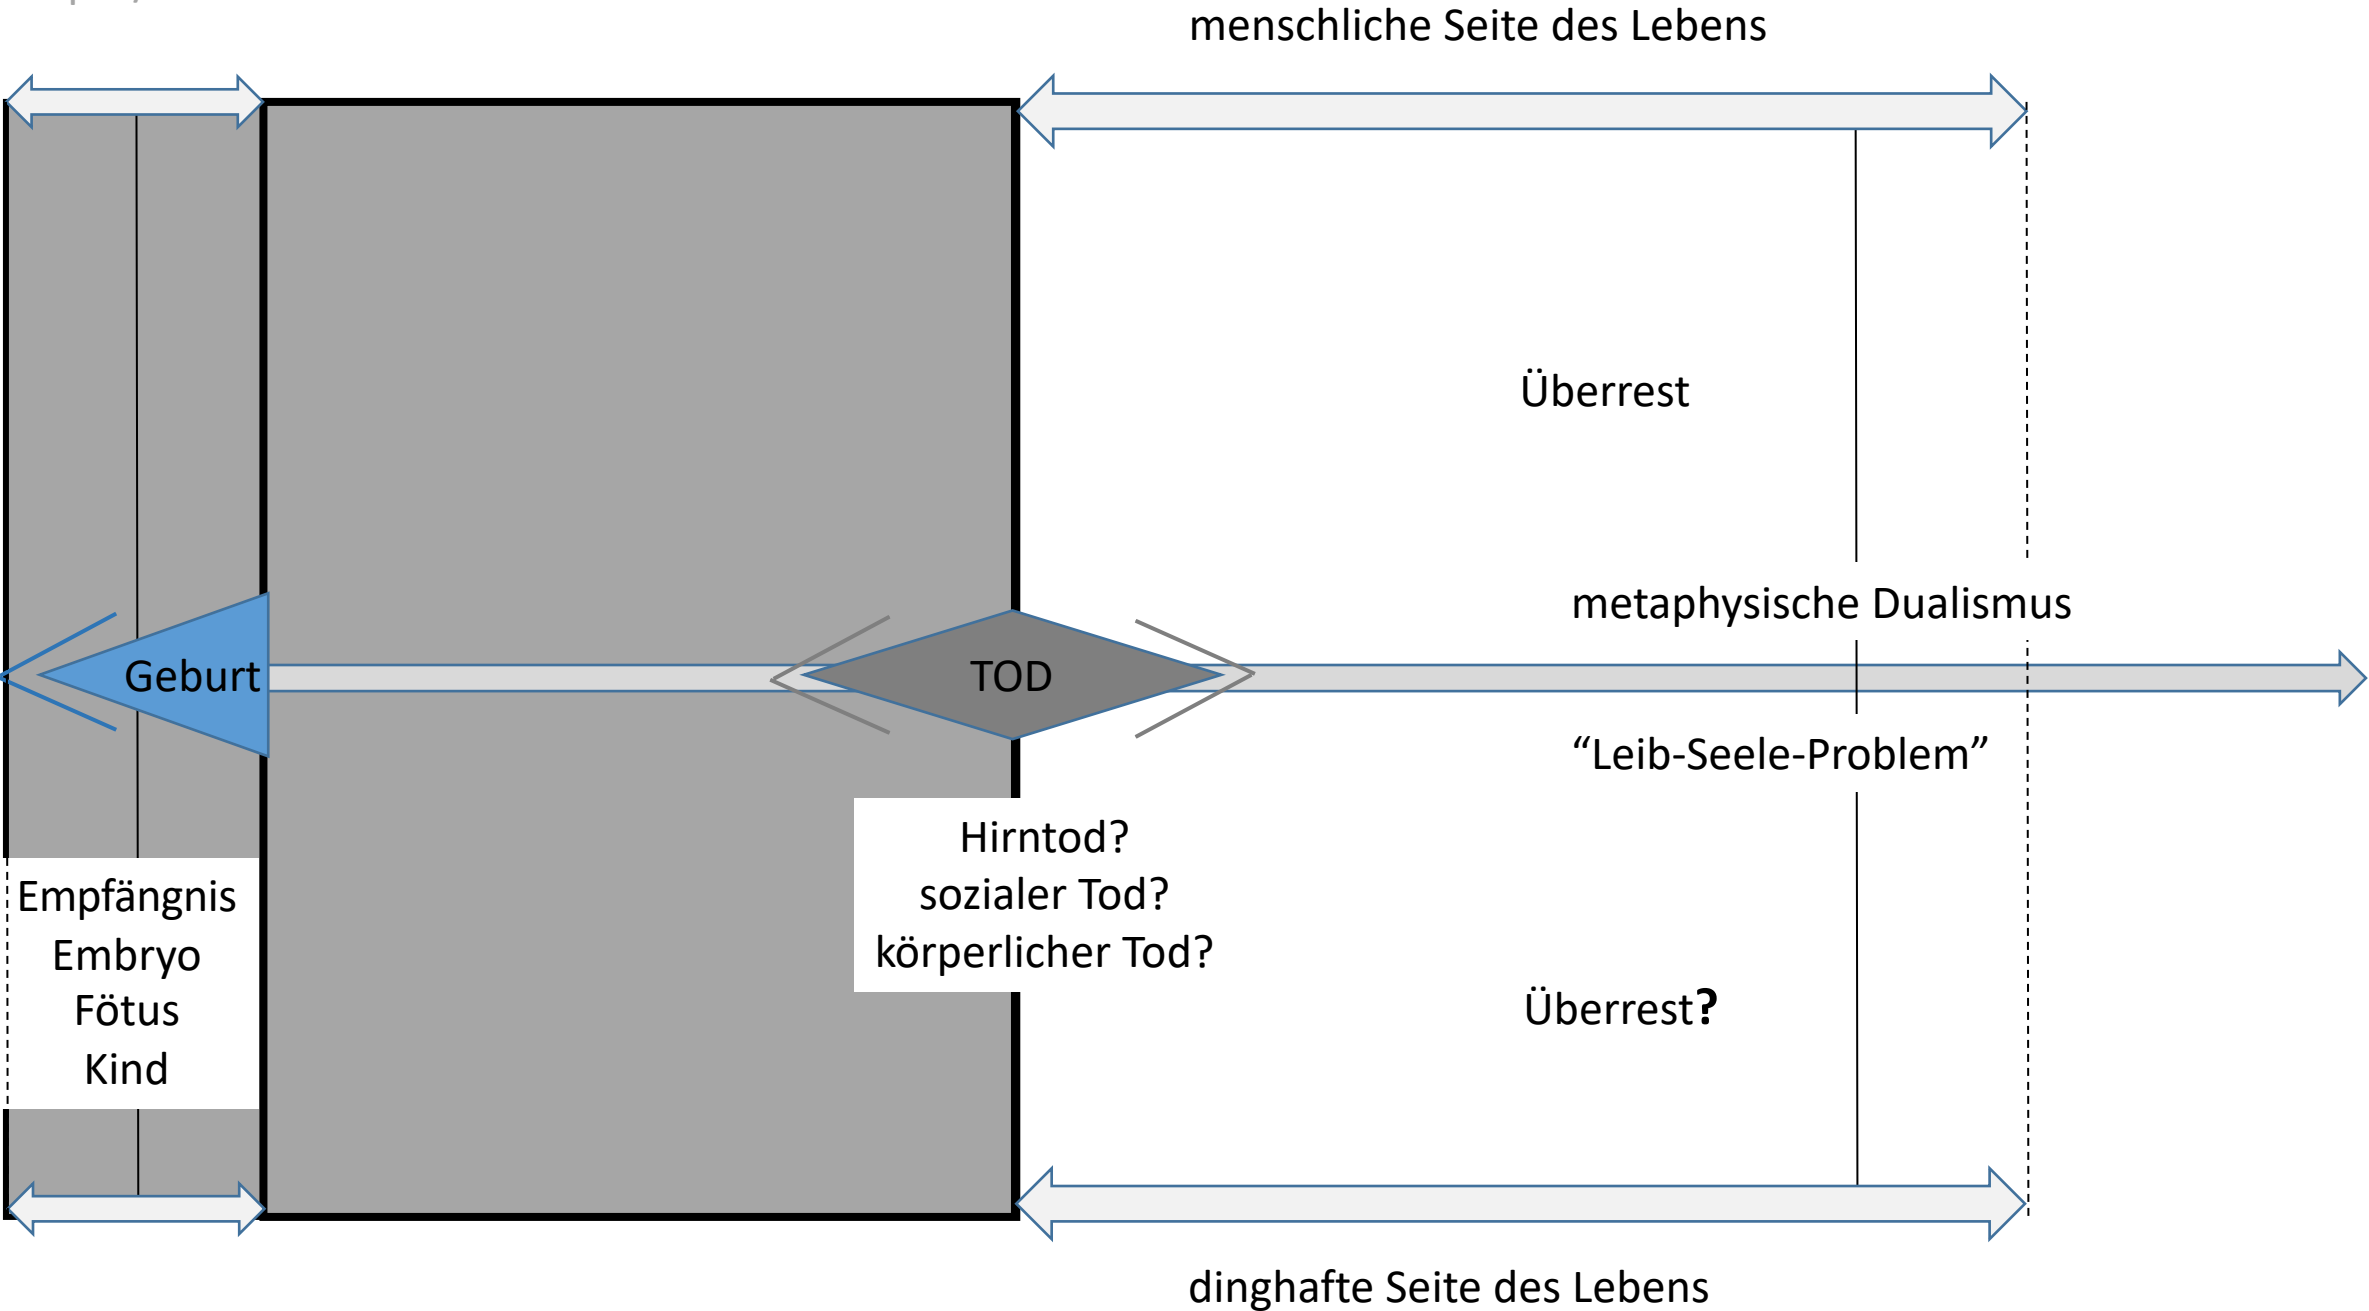 menschliche Seite des Lebens
Überrest
metaphysische Dualismus
Geburt
TOD
“Leib-Seele-Problem”
Hirntod?
sozialer Tod?
körperlicher Tod?
Empfängnis
Embryo
Fötus
Kind
Überrest?
dinghafte Seite des Lebens